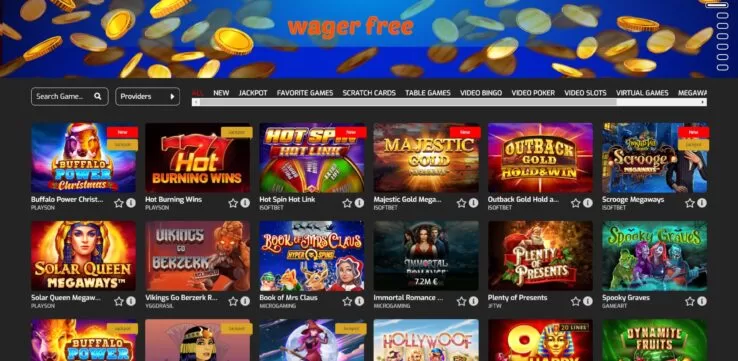 wager free
Search Game...
Providers
ALL NEW JACKPOT FAVORITE GAMES SCRATCH CARDS TABLE GAMES VIDEO BINGO VIDEO POKER VIDEO SLOTS VIRTUAL GAMES MEGAWA
New
Jackpot
BUFFALO
POWER
Christmas
Buffalo Power Christ...
PLAYSON
Jackpot
Hot
BURNING WINS
Hot Burning Wins
PLAYSON
New
HOT SPIN
HOT LINK
Hot Spin Hot Link
ISOFTBET
New
MAJESTIC
GOLD
MEGAWAYS
Majestic Gold Mega...
ISOFTBET
OUTBACK
GOLD
HOLD&WIN
Outback Gold Hold a...
ISOFTBET
New
Jackpot
Scrooge
MEGAWAYS
Scrooge Megaways
ISOFTBET
SOLAR QUEEN
MEGAWAYS™
Solar Queen Megaw...
PLAYSON
VIKINGS
GO
BERZERK
Vikings Go Berzerk R...
YGGDRASIL
BOOK OF MRS CLAUS
HYPER SPINS
Book of Mrs Claus
MICROGAMING
IMMORTAL
ROMANCE
7.2M €
Immortal Romance ...
MICROGAMING
PLENTY
OF
PRESENTS
Plenty of Presents
JFTW
Spooky Graves
Spooky Graves
GAMEART
Jackpot
BUFFALO
POWER
Jackpot
Jackpot
HOLLYWOOF
20 LINES
9
HAPPY
DYNAMITE
FRUITS